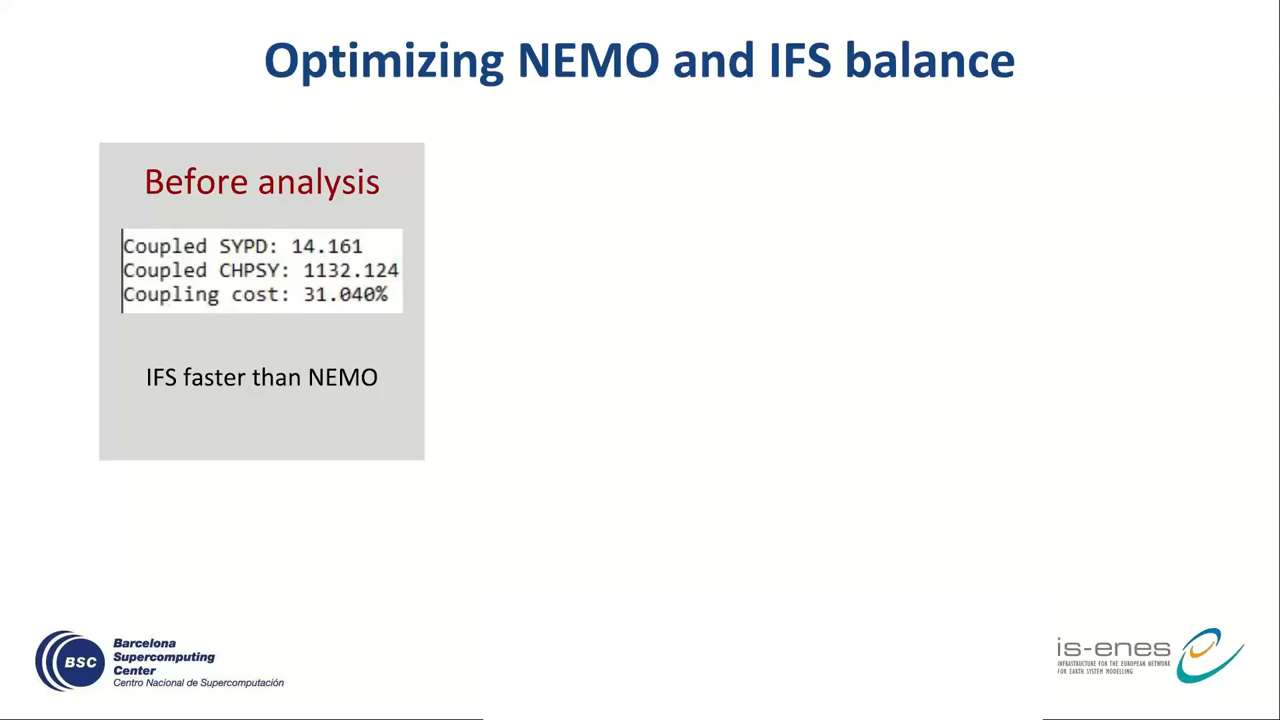 Optimizing NEMO and IFS balance
Before analysis
Coupled SYPD: 14.161
Coupled CHPSY: 1132.124
Coupling cost: 31.040%
IFS faster than NEMO
BSC
Barcelona
Supercomputing
Center
Centro Nacional de Supercomputación
is-enes
INFRASTRUCTURE FOR THE EUROPEAN NETWORK
FOR EARTH SYSTEM MODELLING